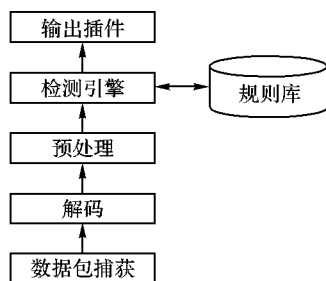 输出插件
检测引擎
规则库
预处理
解码
数据包捕获